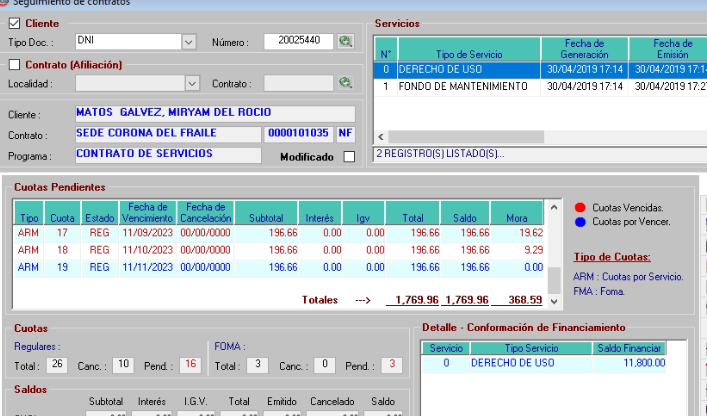 Seguimiento de contratos
Cliente
Tipo Doc. : DNI Número : 20025440
Contrato (Afiliación)
Localidad : Contrato :
Cliente : MATOS GALVEZ, MIRYAM DEL ROCIO
Contrato : SEDE CORONA DEL FRAILE 0000101035 NF
Programa : CONTRATO DE SERVICIOS Modificado
Servicios
N° Tipo de Servicio Fecha de Generación Fecha de Emisión
0 DERECHO DE USO 30/04/2019 17:14 30/04/2019 17:14
1 FONDO DE MANTENIMIENTO 30/04/2019 17:14 30/04/2019 17:27
2 REGISTRO(S) LISTADO(S)...
Cuotas Pendientes
Tipo Cuota Estado Fecha de Vencimiento Fecha de Cancelación Subtotal Interés Igv Total Saldo Mora
ARM 17 REG 11/09/2023 00/00/0000 196.66 0.00 0.00 196.66 196.66 19.62
ARM 18 REG 11/10/2023 00/00/0000 196.66 0.00 0.00 196.66 196.66 9.29
ARM 19 REG 11/11/2023 00/00/0000 196.66 0.00 0.00 196.66 196.66 0.00
Totales ---> 1,769.96 1,769.96 368.59
Cuotas Vencidas.
Cuotas por Vencer.
Tipo de Cuotas:
ARM : Cuotas por Servicio.
FMA : Foma.
Cuotas
Regulares : FOMA :
Total : 26 Canc. : 10 Pend. : 16 Total : 3 Canc. : 0 Pend. : 3
Saldos
Subtotal Interés I.G.V. Total Emitido Cancelado Saldo
Detalle - Conformación de Financiamiento
Servicio Tipo Servicio Saldo Financiar
0 DERECHO DE USO 11,800.00